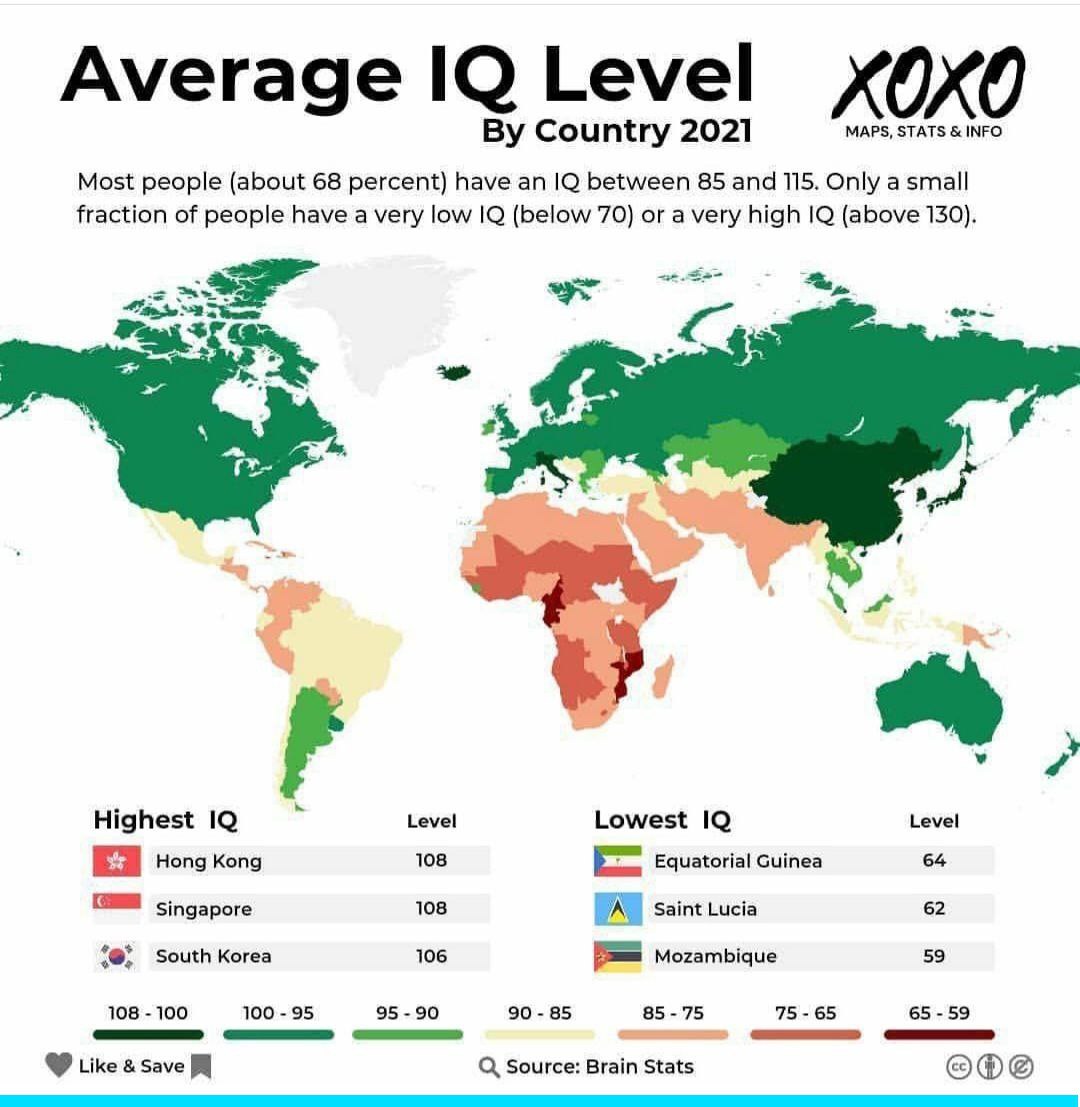 Average IQ Level
By Country 2021
XOXO
MAPS, STATS & INFO
Most people (about 68 percent) have an IQ between 85 and 115. Only a small
fraction of people have a very low IQ (below 70) or a very high IQ (above 130).
Highest IQ Level
Hong Kong 108
Singapore 108
South Korea 106
Lowest IQ Level
Equatorial Guinea 64
Saint Lucia 62
Mozambique 59
108 - 100 100 - 95 95 - 90 90 - 85 85 - 75 75 - 65 65 - 59
Like & Save Source: Brain Stats cc